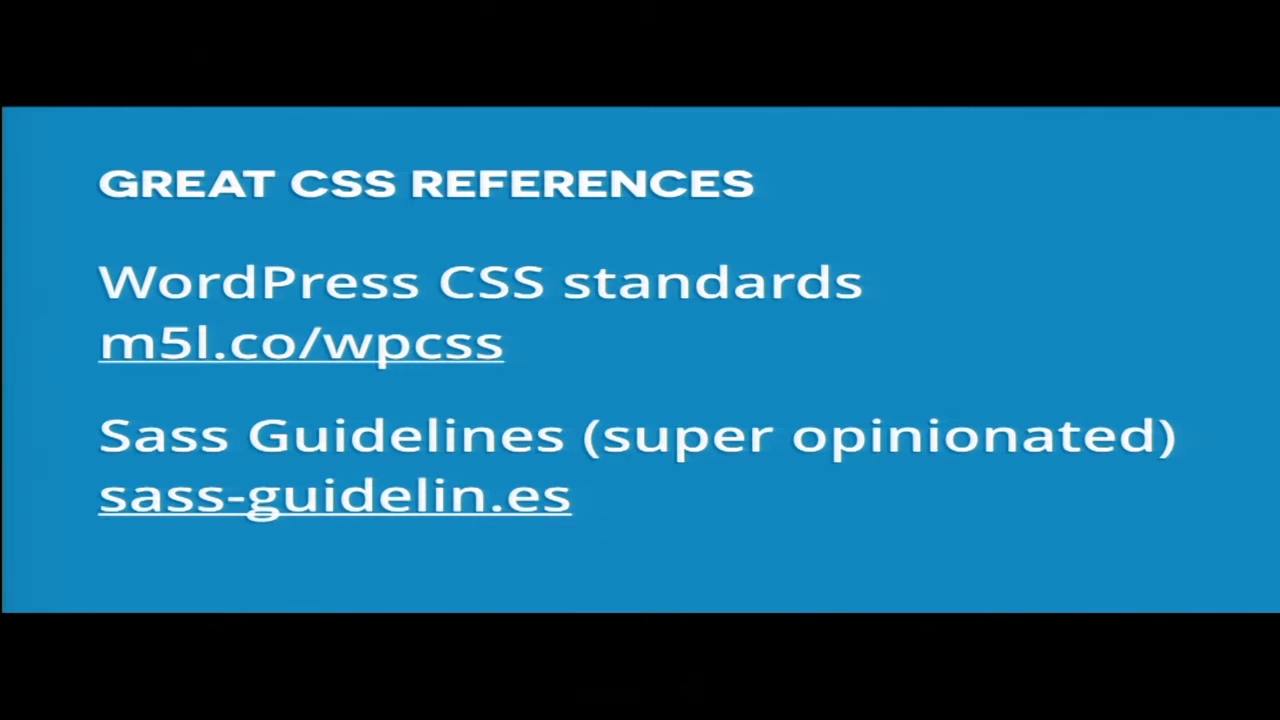 GREAT CSS REFERENCES
WordPress CSS standards
m5l.co/wpcss
Sass Guidelines (super opinionated)
sass-guidelin.es